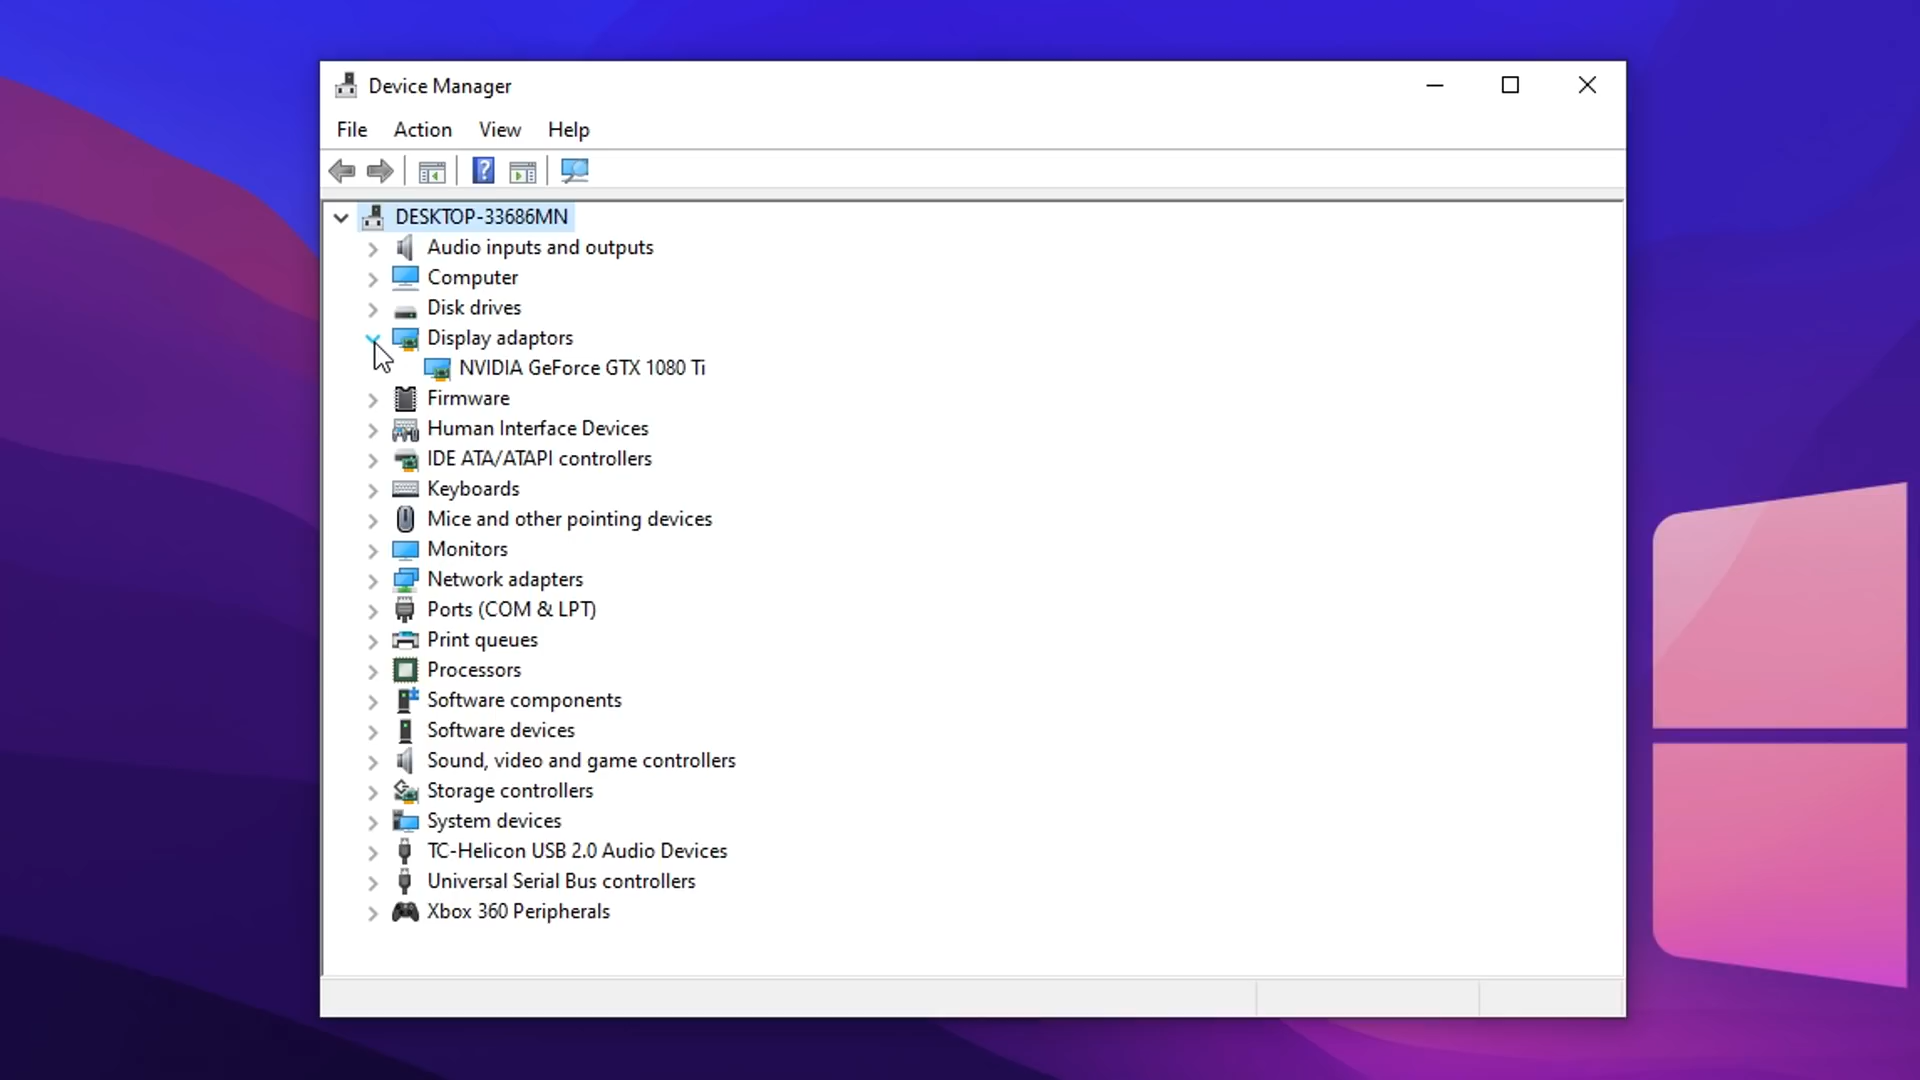 Device Manager
File Action View Help
DESKTOP-33686MN
Audio inputs and outputs
Computer
Disk drives
Display adaptors
NVIDIA GeForce GTX 1080 Ti
Firmware
Human Interface Devices
IDE ATA/ATAPI controllers
Keyboards
Mice and other pointing devices
Monitors
Network adapters
Ports (COM & LPT)
Print queues
Processors
Software components
Software devices
Sound, video and game controllers
Storage controllers
System devices
TC-Helicon USB 2.0 Audio Devices
Universal Serial Bus controllers
Xbox 360 Peripherals